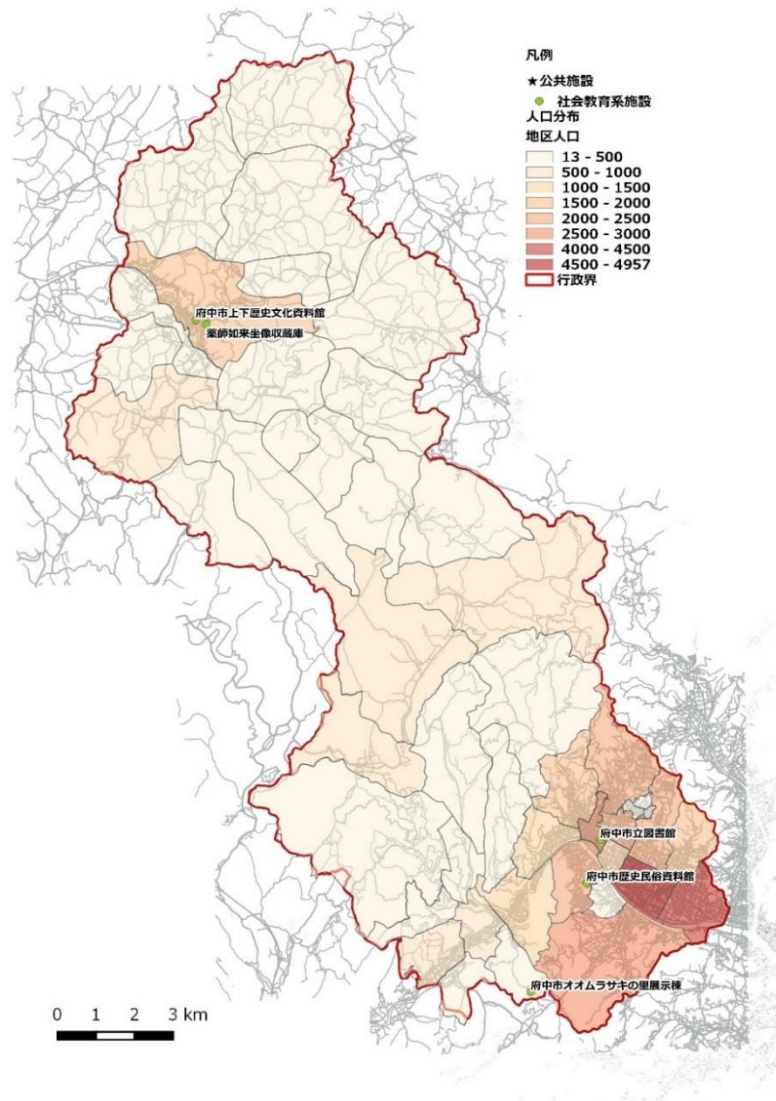 凡例
★公共施設
社会教育系施設
人口分布
地区人口
13 - 500
500 - 1000
1000 - 1500
1500 - 2000
2000 - 2500
2500 - 3000
4000 - 4500
4500 - 4957
行政界
府中市上下歴史文化資料館
薬師如来坐像収蔵庫
府中市立図書館
府中市歴史民俗資料館
府中市オオムラサキの里展示棟
0 1 2 3 km